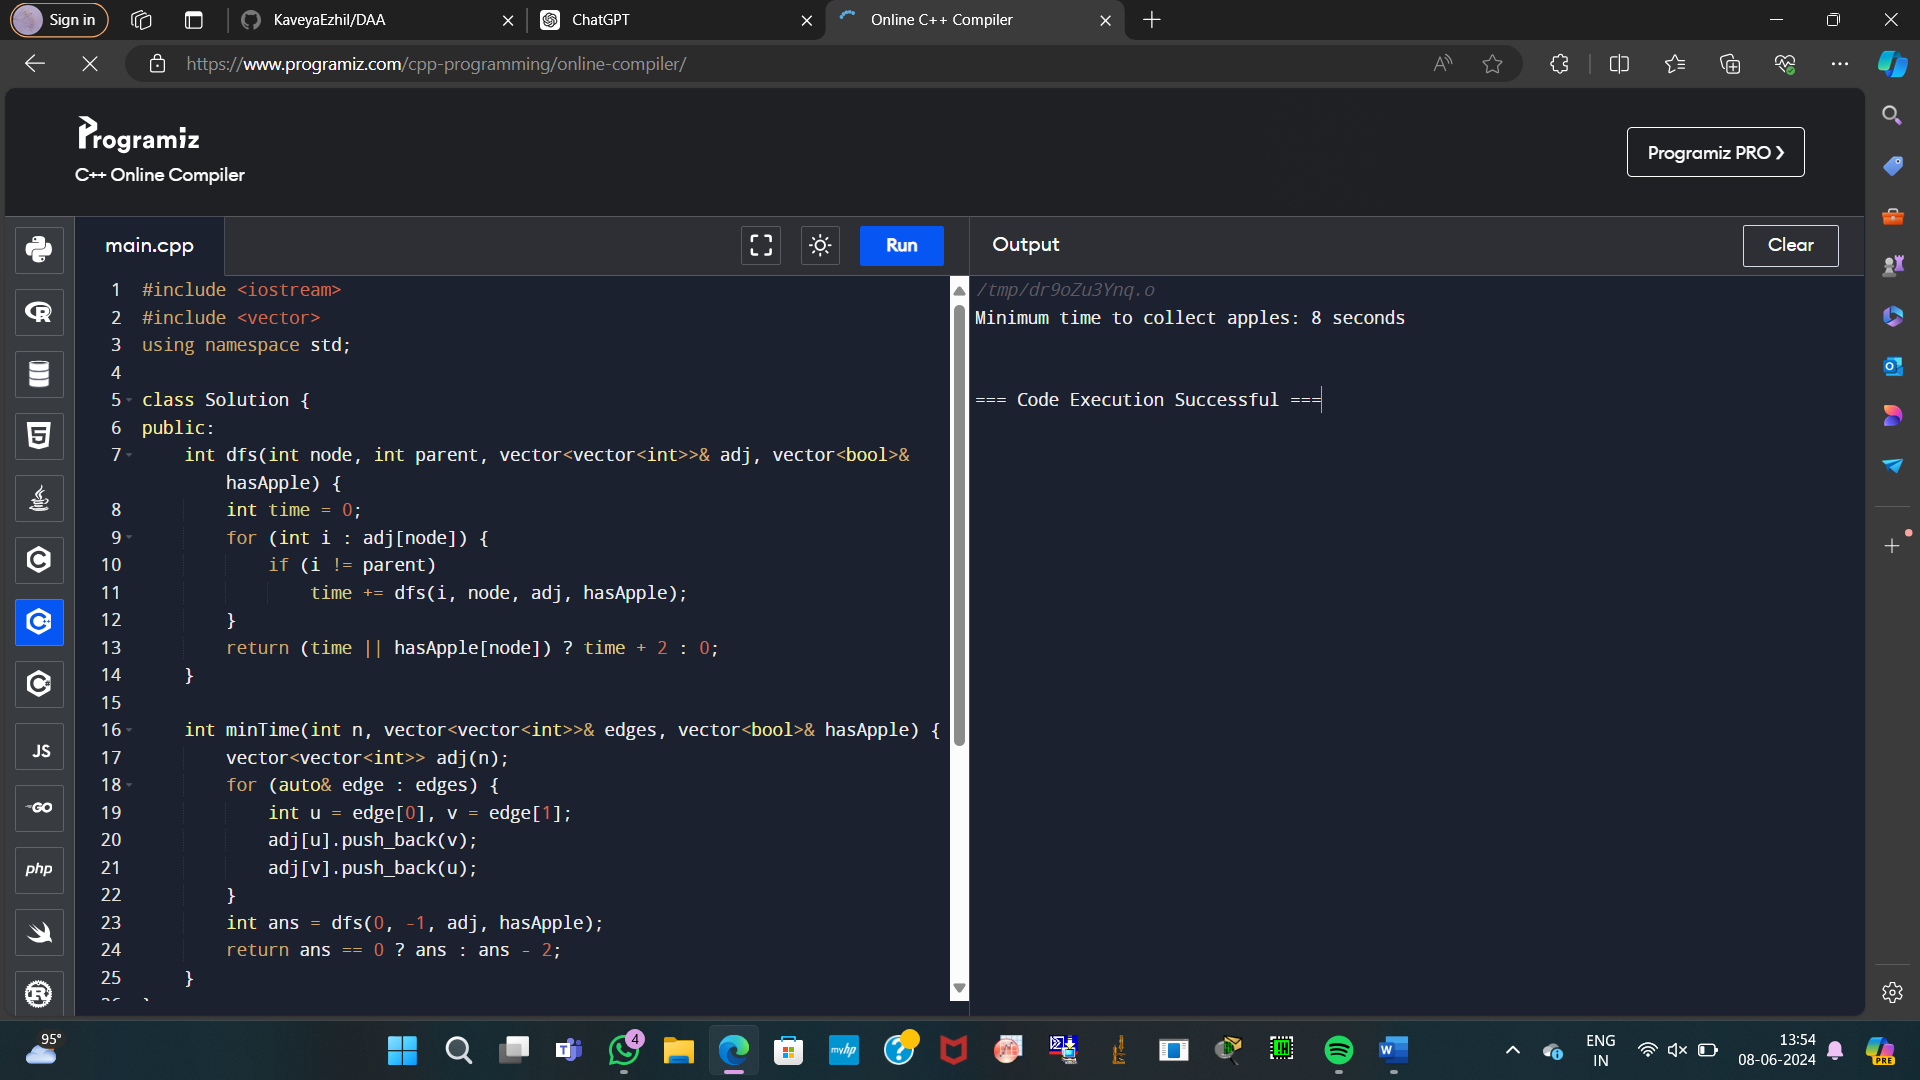 Sign in
KaveyaEzhil/DAA
ChatGPT
Online C++ Compiler
https://www.programiz.com/cpp-programming/online-compiler/
Programiz
C++ Online Compiler
Programiz PRO ❯
main.cpp
Run
Output
Clear
1 #include <iostream>
2 #include <vector>
3 using namespace std;
4
5 class Solution {
6 public:
7 int dfs(int node, int parent, vector<vector<int>>& adj, vector<bool>&
hasApple) {
8 int time = 0;
9 for (int i : adj[node]) {
10 if (i != parent)
11 time += dfs(i, node, adj, hasApple);
12 }
13 return (time || hasApple[node]) ? time + 2 : 0;
14 }
15
16 int minTime(int n, vector<vector<int>>& edges, vector<bool>& hasApple) {
17 vector<vector<int>> adj(n);
18 for (auto& edge : edges) {
19 int u = edge[0], v = edge[1];
20 adj[u].push_back(v);
21 adj[v].push_back(u);
22 }
23 int ans = dfs(0, -1, adj, hasApple);
24 return ans == 0 ? ans : ans - 2;
25 }
/tmp/dr9oZu3Ynq.o
Minimum time to collect apples: 8 seconds
=== Code Execution Successful ===
JS
GO
php
95°
4
myhp
ENG
IN
13:54
08-06-2024
PRE